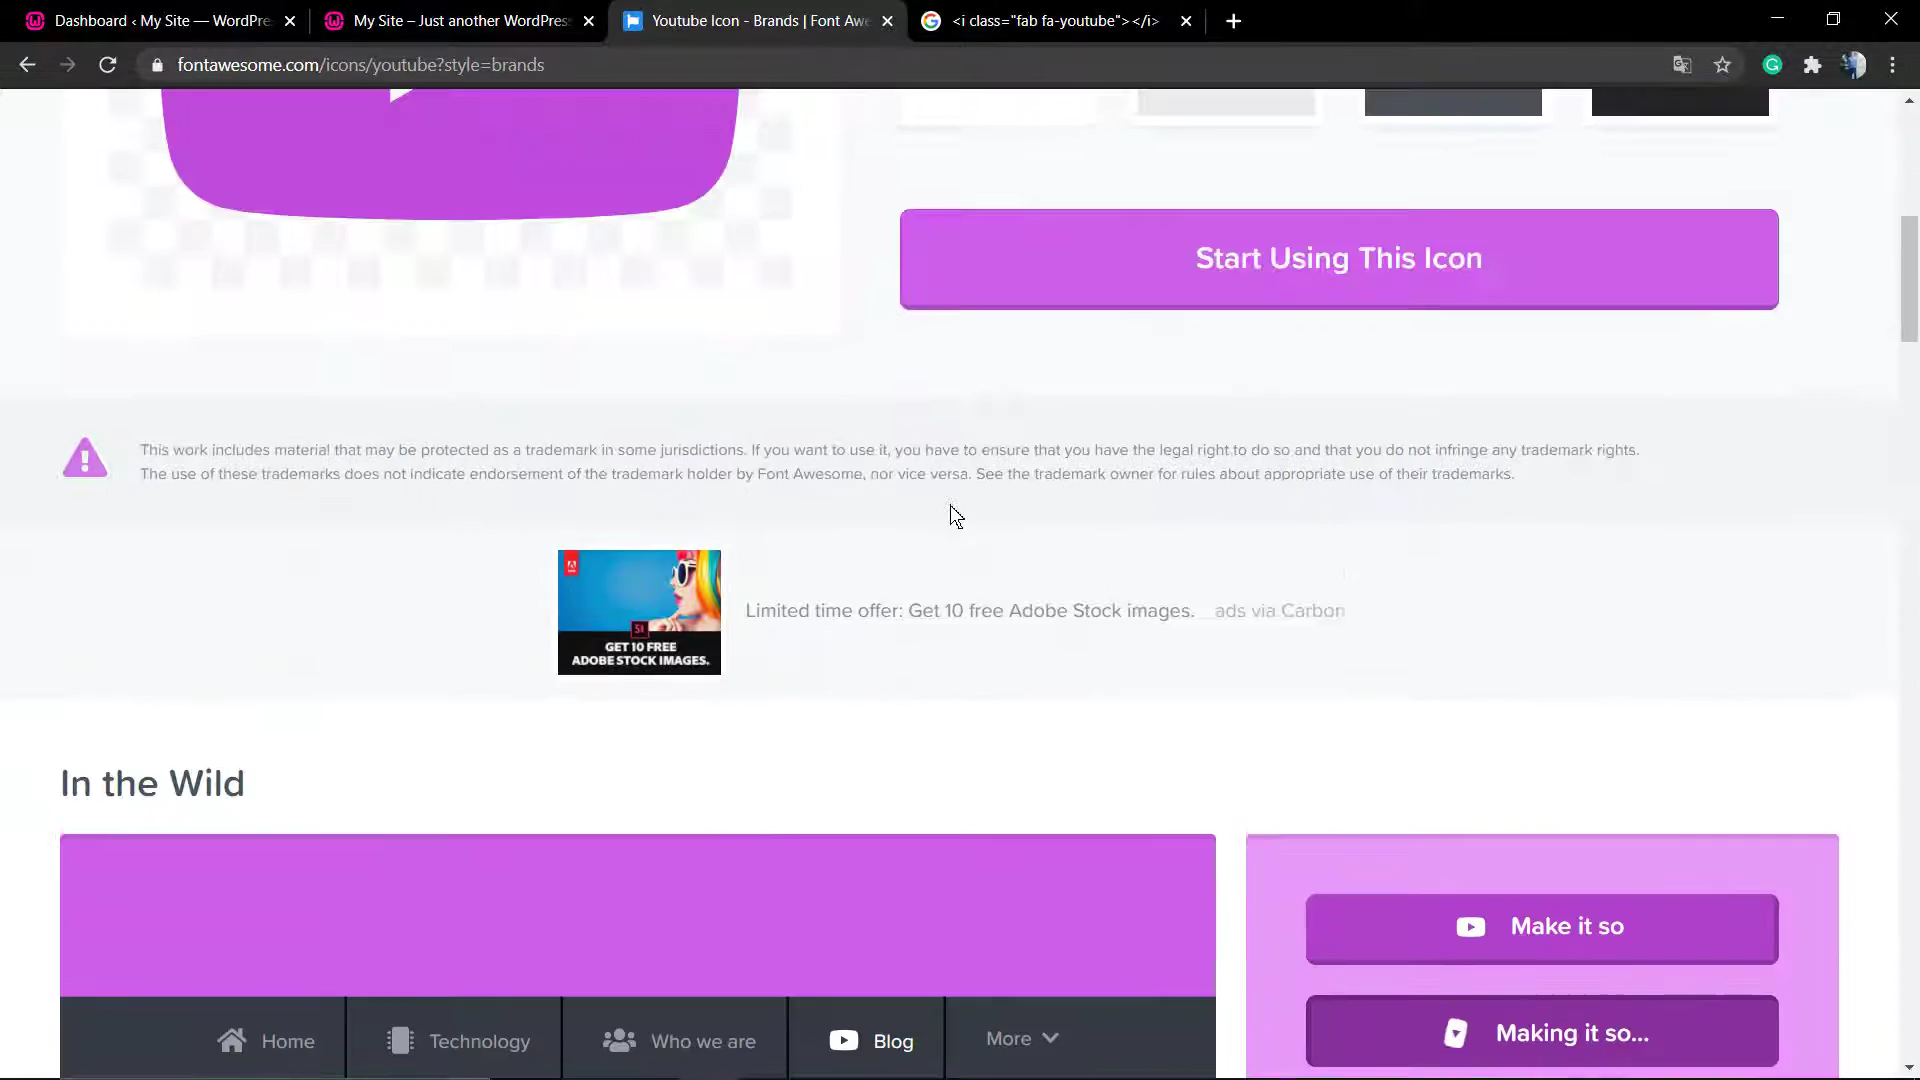 Dashboard ‹ My Site — WordPre
My Site – Just another WordPres
Youtube Icon - Brands | Font Awe
<i class="fab fa-youtube"></i>
fontawesome.com/icons/youtube?style=brands
Start Using This Icon
This work includes material that may be protected as a trademark in some jurisdictions. If you want to use it, you have to ensure that you have the legal right to do so and that you do not infringe any trademark rights.
The use of these trademarks does not indicate endorsement of the trademark holder by Font Awesome, nor vice versa. See the trademark owner for rules about appropriate use of their trademarks.
St
GET 10 FREE
ADOBE STOCK IMAGES.
Limited time offer: Get 10 free Adobe Stock images. ads via Carbon
In the Wild
Make it so
Making it so...
Home
Technology
Who we are
Blog
More